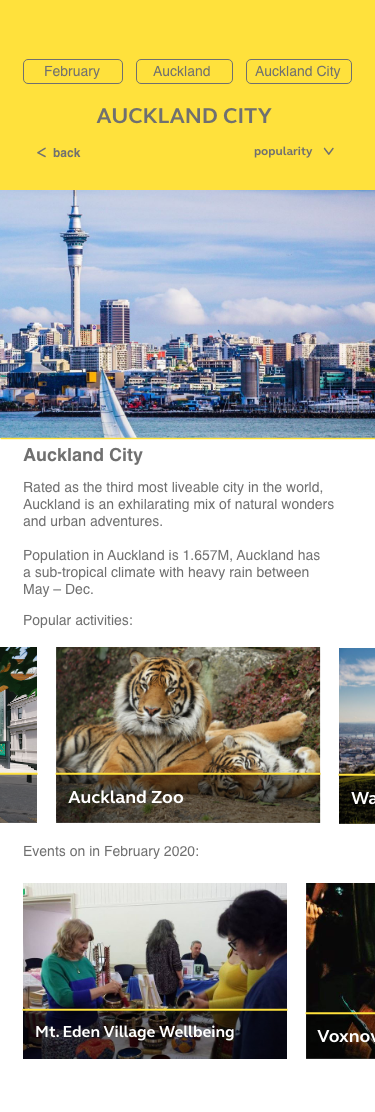 February
Auckland
Auckland City
AUCKLAND CITY
< back
popularity
Auckland City
Rated as the third most liveable city in the world,
Auckland is an exhilarating mix of natural wonders
and urban adventures.
Population in Auckland is 1.657M, Auckland has
a sub-tropical climate with heavy rain between
May – Dec.
Popular activities:
Auckland Zoo
Wa
Events on in February 2020:
Mt. Eden Village Wellbeing
Voxnov